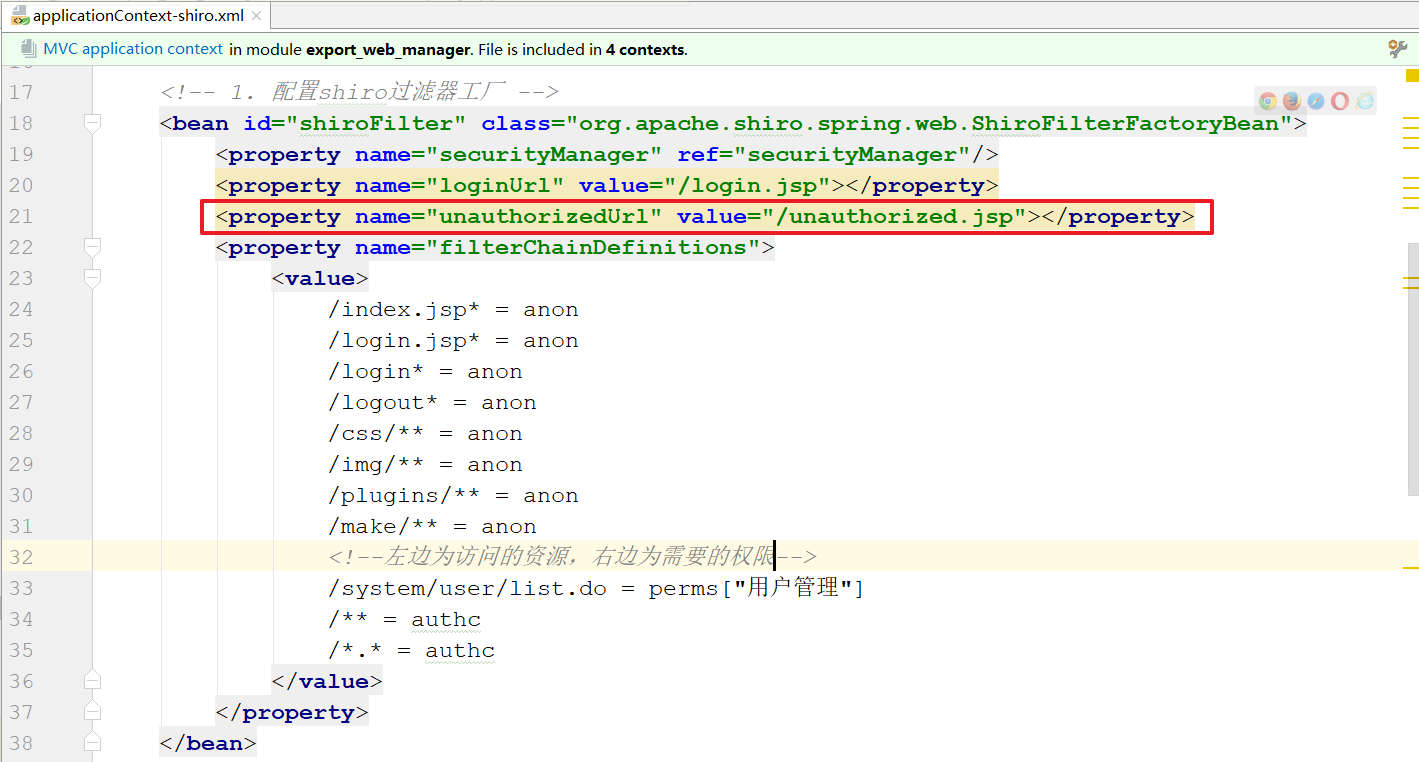 applicationContext-shiro.xml
MVC application context in module export_web_manager. File is included in 4 contexts.
17 <!-- 1. 配置shiro过滤器工厂 -->
18 <bean id="shiroFilter" class="org.apache.shiro.spring.web.ShiroFilterFactoryBean">
19 <property name="securityManager" ref="securityManager"/>
20 <property name="loginUrl" value="/login.jsp"></property>
21 <property name="unauthorizedUrl" value="/unauthorized.jsp"></property>
22 <property name="filterChainDefinitions">
23 <value>
24 /index.jsp* = anon
25 /login.jsp* = anon
26 /login* = anon
27 /logout* = anon
28 /css/** = anon
29 /img/** = anon
30 /plugins/** = anon
31 /make/** = anon
32 <!--左边为访问的资源，右边为需要的权限-->
33 /system/user/list.do = perms["用户管理"]
34 /** = authc
35 /*.* = authc
36 </value>
37 </property>
38 </bean>